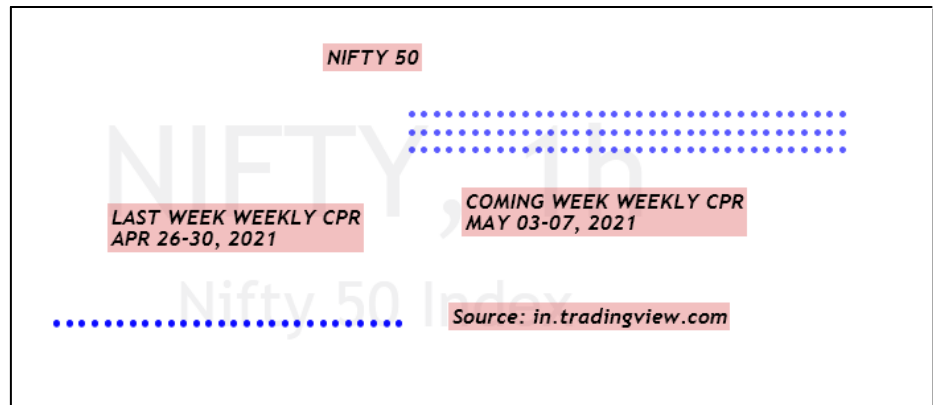 NIFTY 50
NIFTY, 1h
COMING WEEK WEEKLY CPR
MAY 03-07, 2021
LAST WEEK WEEKLY CPR
APR 26-30, 2021
Nifty 50 Index
Source: in.tradingview.com